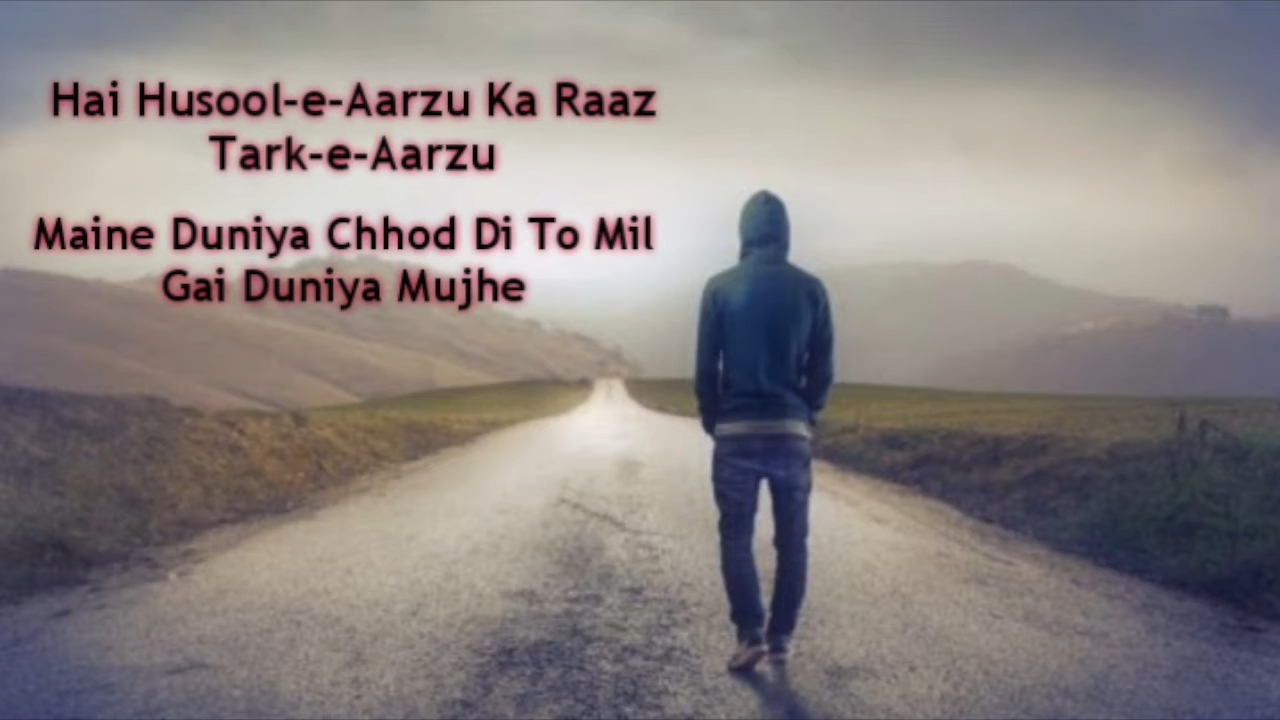 Hai Husool-e-Aarzu Ka Raaz
Tark-e-Aarzu
Maine Duniya Chhod Di To Mil
Gai Duniya Mujhe